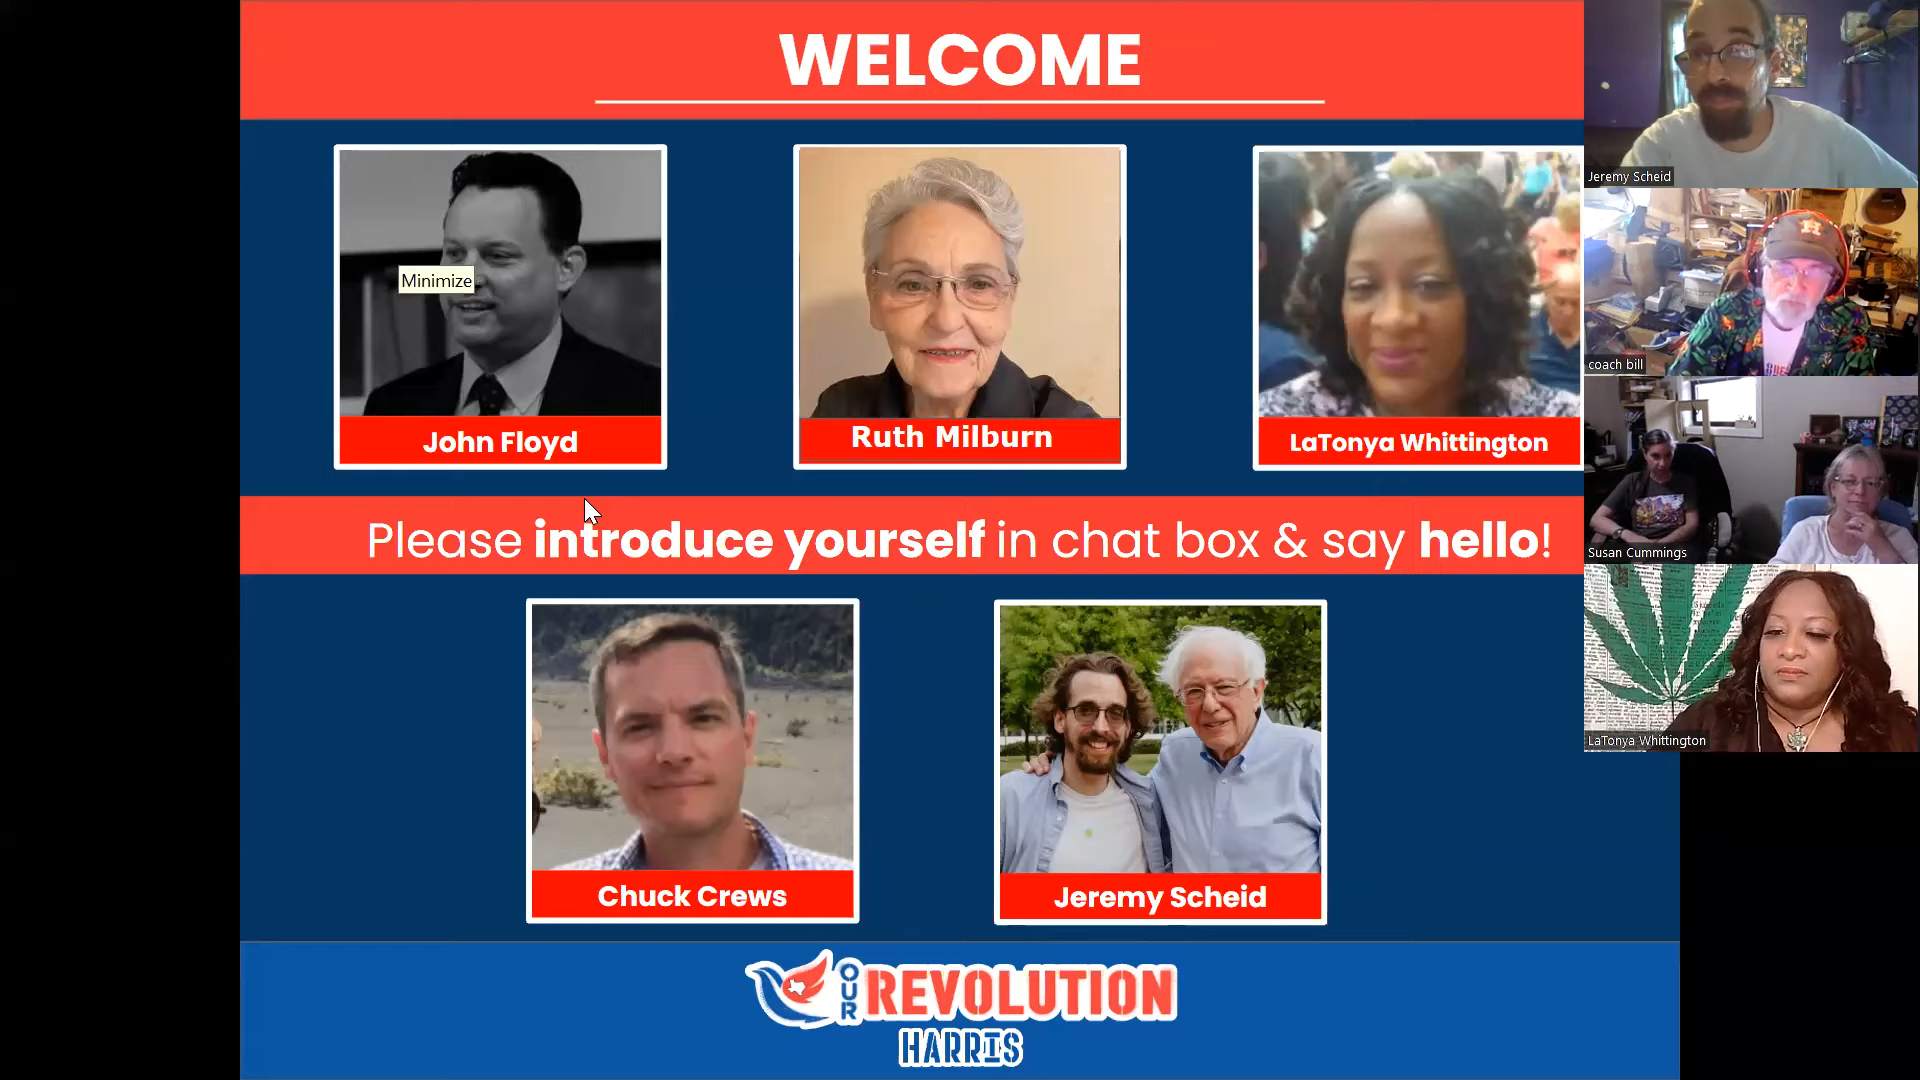 WELCOME
Minimize
John Floyd
Ruth Milburn
LaTonya Whittington
Please introduce yourself in chat box & say hello!
Chuck Crews
Jeremy Scheid
OUR REVOLUTION
HARRIS
Jeremy Scheid
coach bill
Susan Cummings
LaTonya Whittington